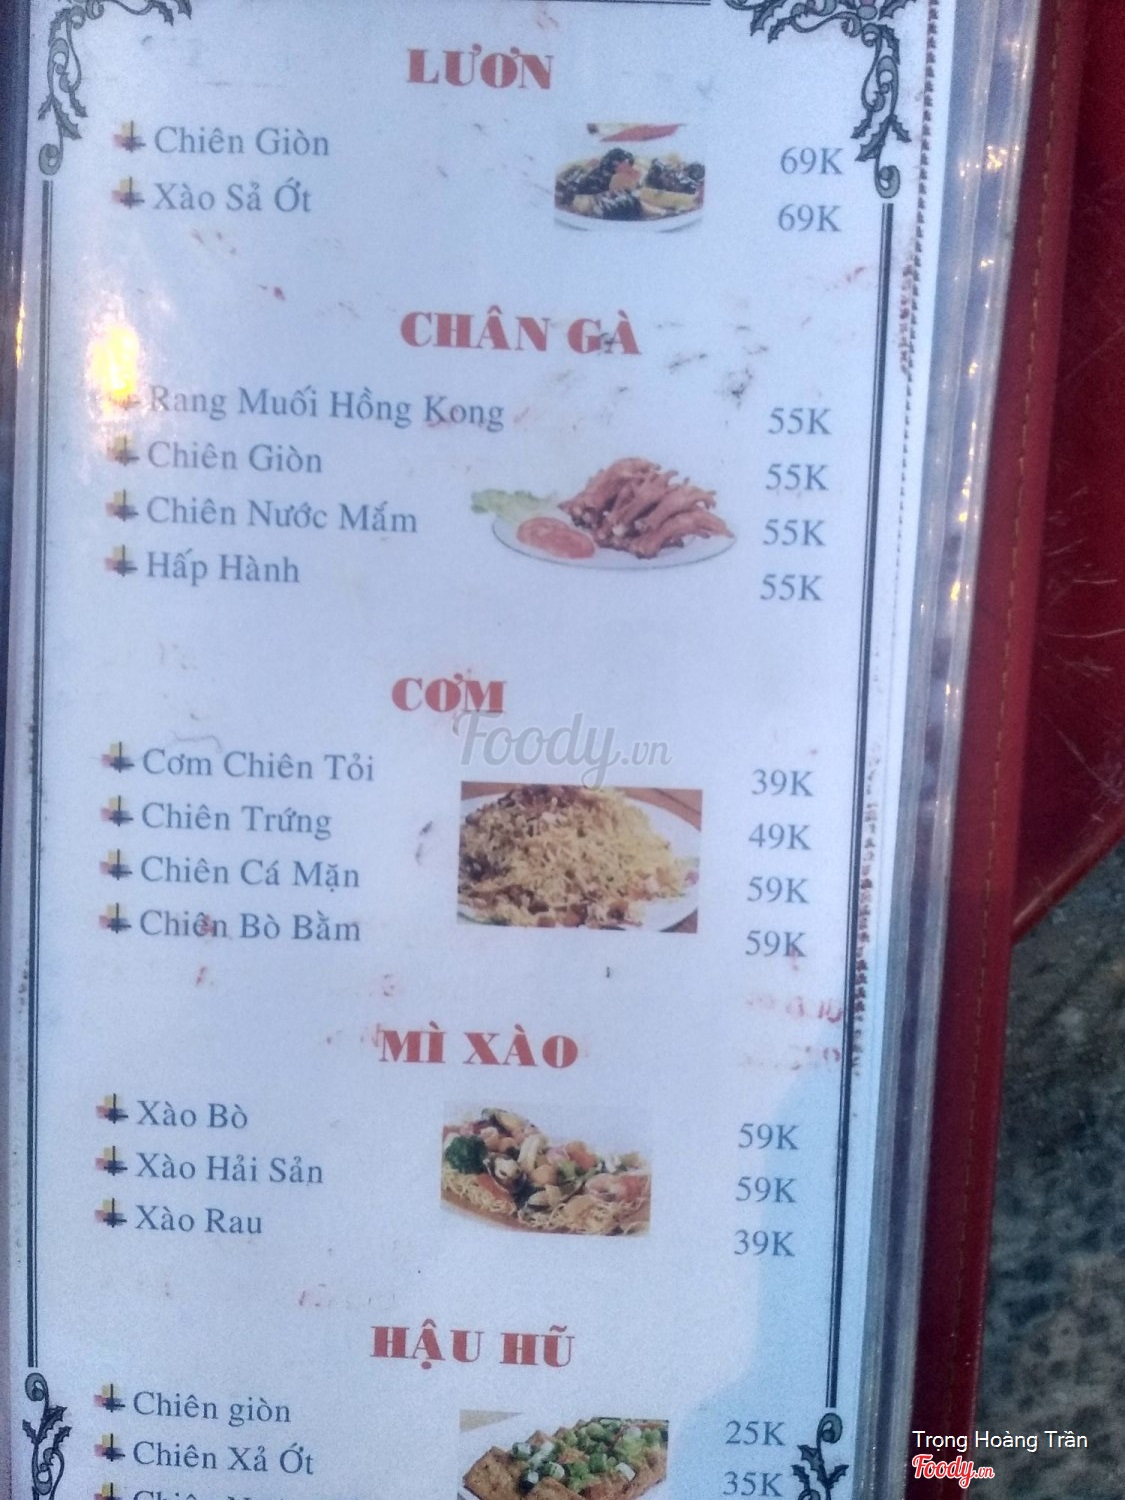 LƯƠN
Chiên Giòn 69K
Xào Sả Ớt 69K
CHÂN GÀ
Rang Muối Hồng Kong 55K
Chiên Giòn 55K
Chiên Nước Mắm 55K
Hấp Hành 55K
CƠM
Foody.vn
Cơm Chiên Tỏi 39K
Chiên Trứng 49K
Chiên Cá Mặn 59K
Chiên Bò Bằm 59K
MÌ XÀO
Xào Bò 59K
Xào Hải Sản 59K
Xào Rau 39K
HẬU HŨ
Chiên giòn 25K
Chiên Xả Ớt 35K
Chiên
Trọng Hoàng Trần
Foody.vn